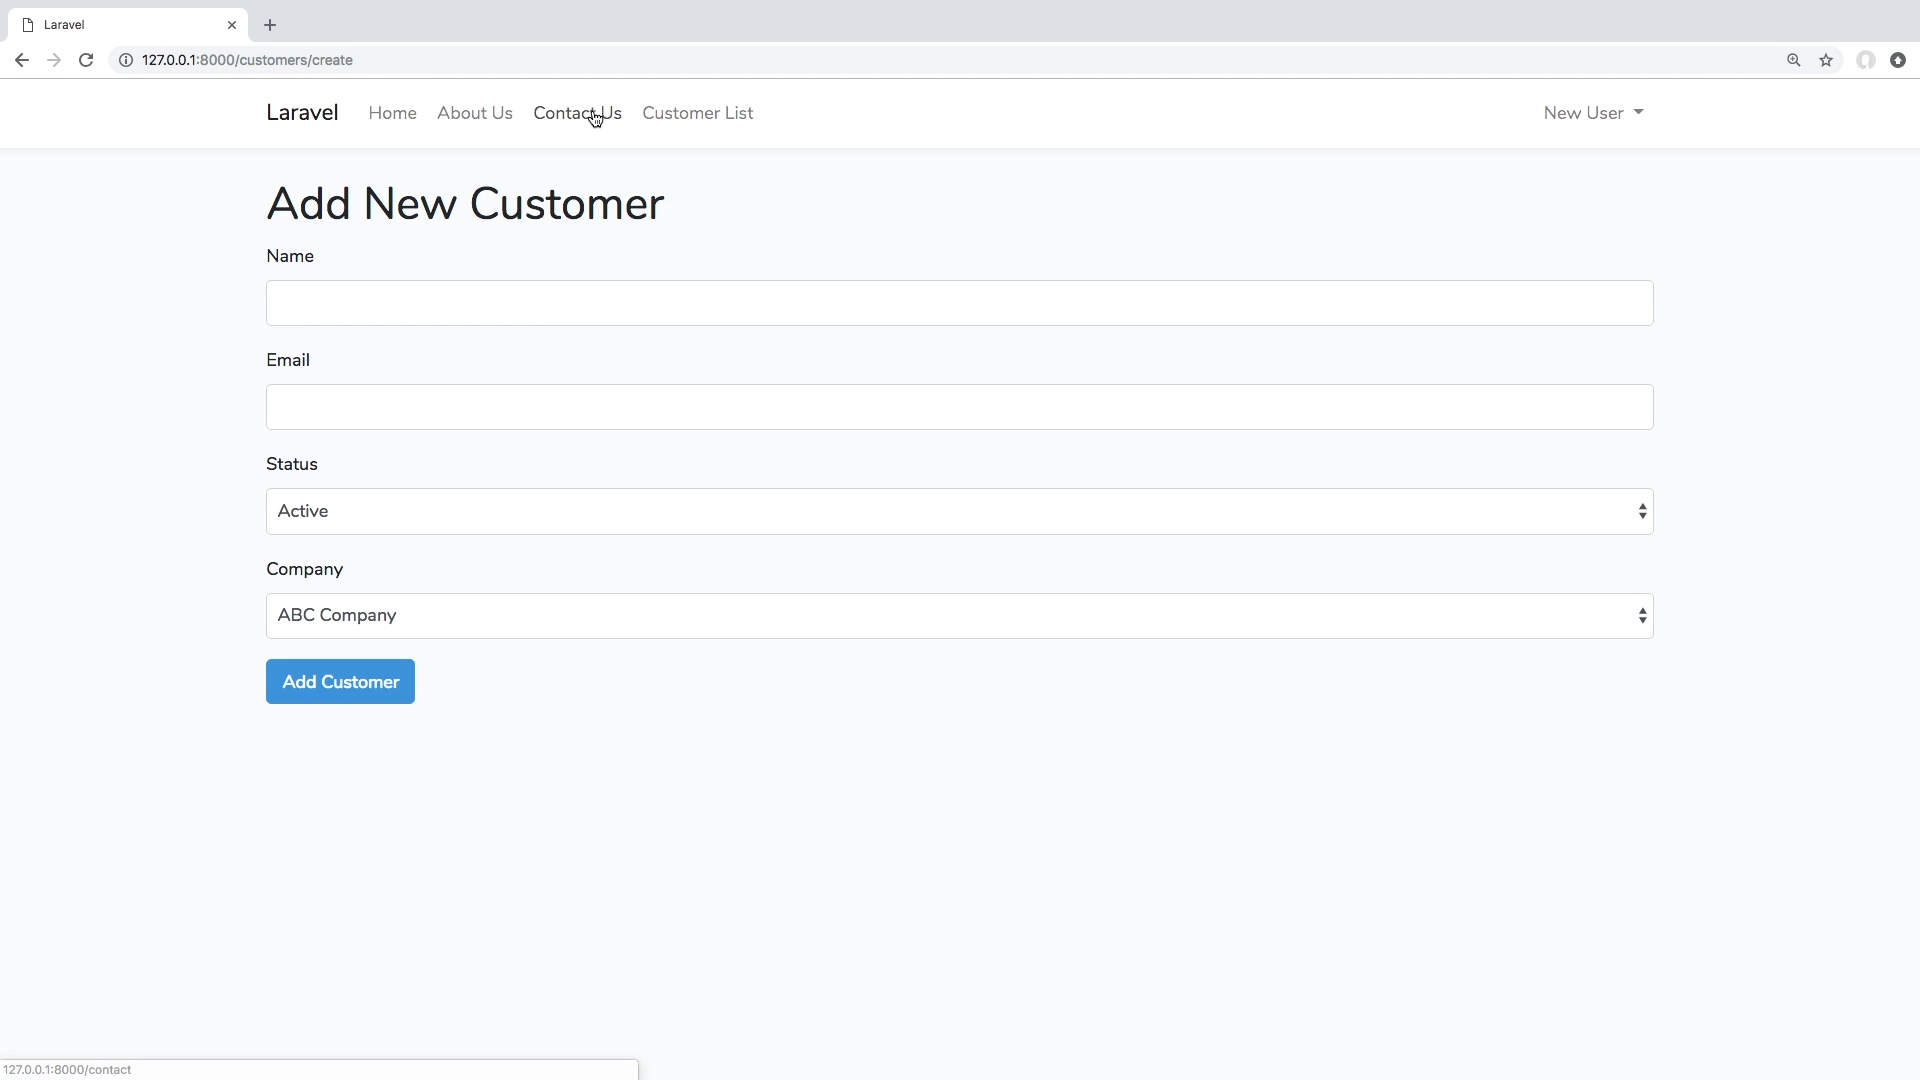 Laravel
127.0.0.1:8000/customers/create
Laravel Home About Us Contact Us Customer List New User
Add New Customer
Name
Email
Status
Active
Company
ABC Company
Add Customer
127.0.0.1:8000/contact